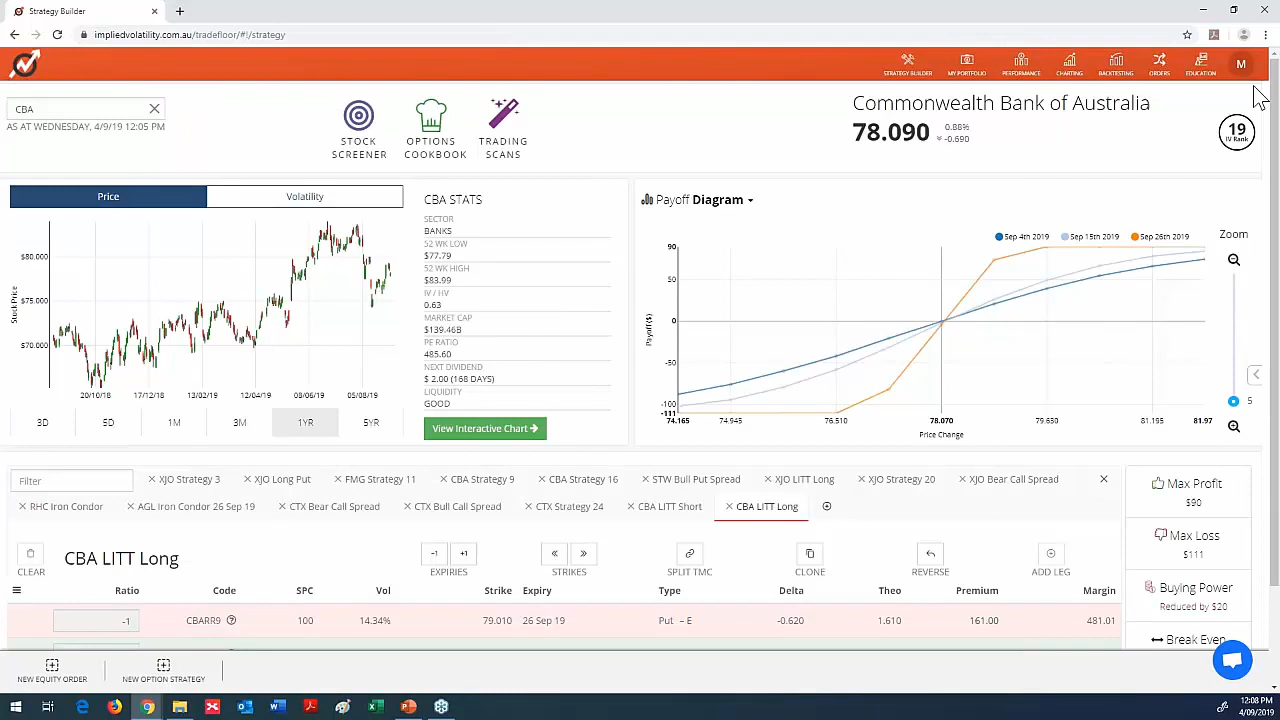 Strategy Builder
impliedvolatility.com.au/tradefloor/#!/strategy
STRATEGY BUILDER MY PORTFOLIO PERFORMANCE CHARTING BACKTESTING ORDERS EDUCATION M
CBA
AS AT WEDNESDAY, 4/9/19 12:05 PM
STOCK SCREENER
OPTIONS COOKBOOK
TRADING SCANS
Commonwealth Bank of Australia
78.090 0.88% -0.690
19 IV Rank
Price Volatility
Stock Price
$80.000
$75.000
$70.000
20/10/18 17/12/18 13/02/19 12/04/19 08/06/19 05/08/19
3D 5D 1M 3M 1YR 5YR
CBA STATS
SECTOR
BANKS
52 WK LOW
$77.79
52 WK HIGH
$83.99
IV / HV
0.63
MARKET CAP
$139.46B
PE RATIO
485.60
NEXT DIVIDEND
$ 2.00 (168 DAYS)
LIQUIDITY
GOOD
View Interactive Chart
Payoff Diagram
Sep 4th 2019 Sep 15th 2019 Sep 26th 2019
Zoom
Payoff($)
90
50
0
-50
-100
-111
74.165 74.945 76.510 78.070 79.630 81.195 81.97
Price Change
5
Filter XJO Strategy 3 XJO Long Put FMG Strategy 11 CBA Strategy 9 CBA Strategy 16 STW Bull Put Spread XJO LITT Long XJO Strategy 20 XJO Bear Call Spread
RHC Iron Condor AGL Iron Condor 26 Sep 19 CTX Bear Call Spread CTX Bull Call Spread CTX Strategy 24 CBA LITT Short CBA LITT Long
CLEAR
CBA LITT Long
-1 +1
EXPIRIES STRIKES SPLIT TMC CLONE REVERSE ADD LEG
Ratio Code SPC Vol Strike Expiry Type Delta Theo Premium Margin
-1 CBARR9 100 14.34% 79.010 26 Sep 19 Put - E -0.620 1.610 161.00 481.01
Max Profit
$90
Max Loss
$111
Buying Power
Reduced by $20
Break Even
NEW EQUITY ORDER NEW OPTION STRATEGY
12:08 PM
4/09/2019